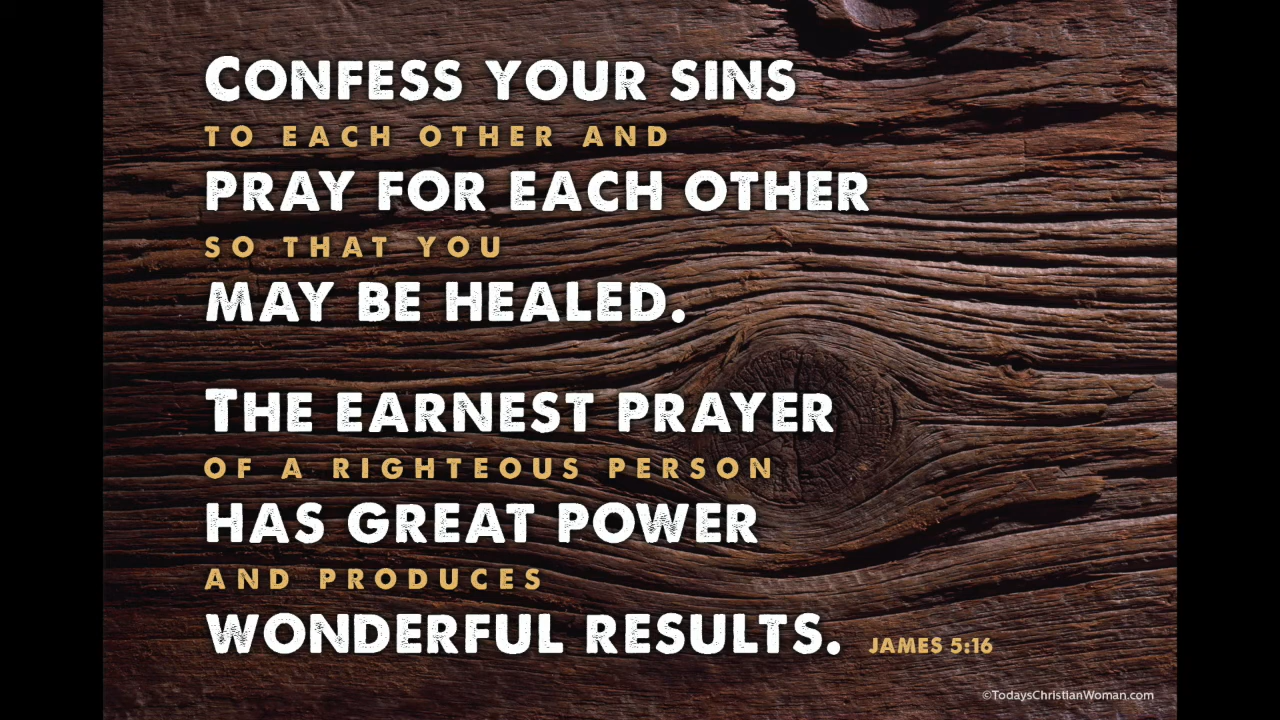 CONFESS YOUR SINS
TO EACH OTHER AND
PRAY FOR EACH OTHER
SO THAT YOU
MAY BE HEALED.
THE EARNEST PRAYER
OF A RIGHTEOUS PERSON
HAS GREAT POWER
AND PRODUCES
WONDERFUL RESULTS. JAMES 5:16
©TodaysChristianWoman.com